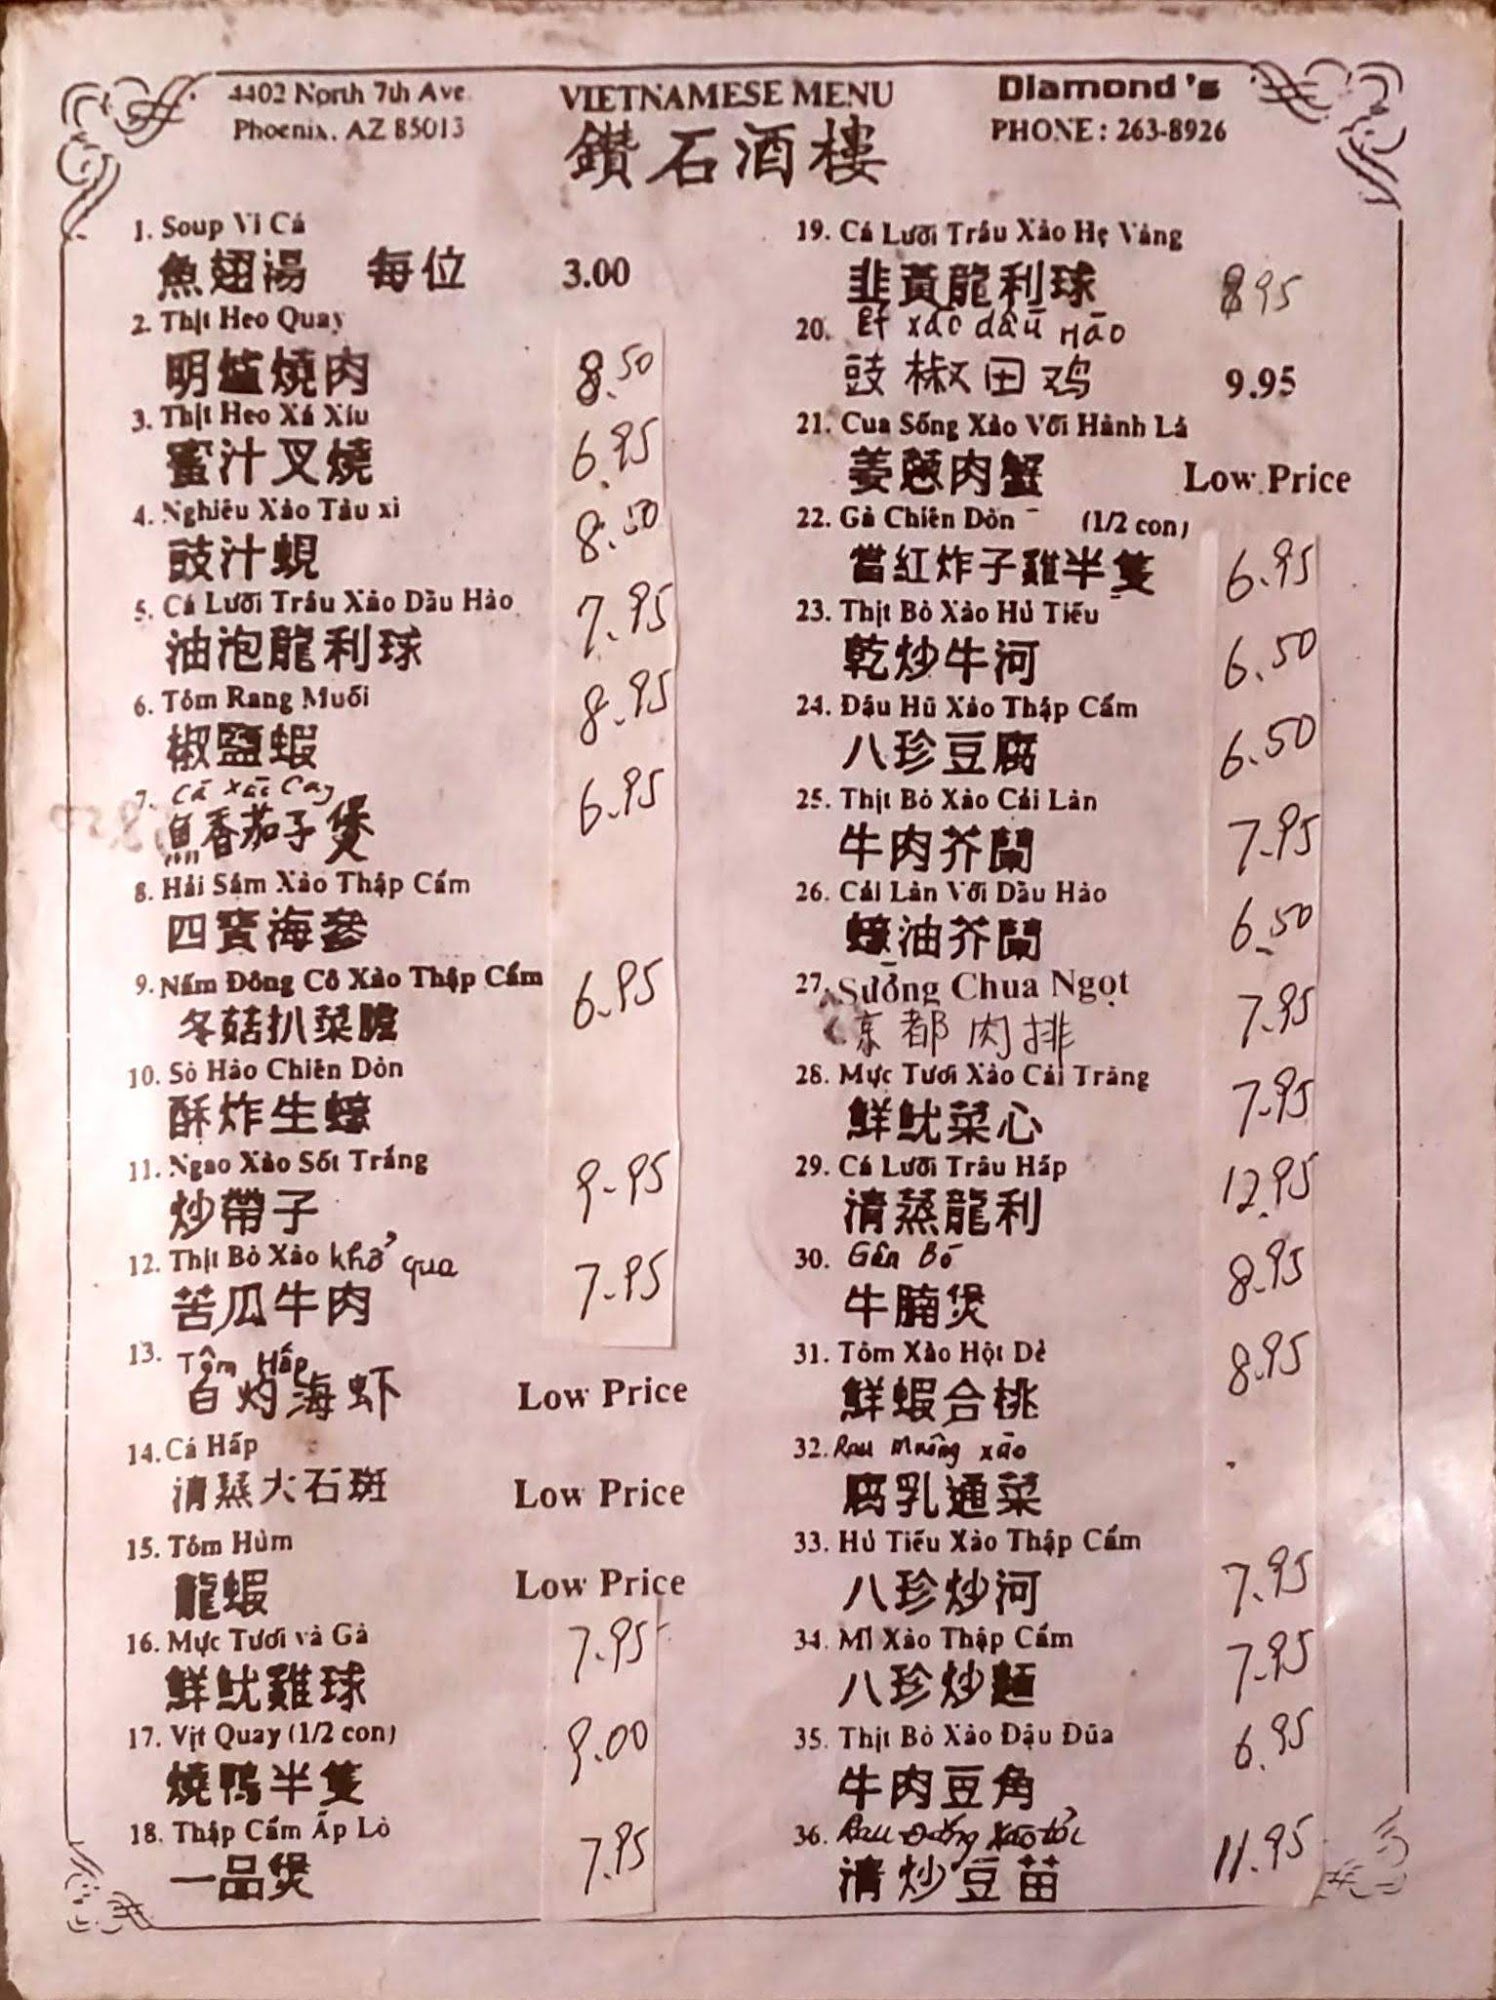 4402 North 7th Ave.
Phoenix, AZ 85013
VIETNAMESE MENU
鑽石酒樓
Diamond's
PHONE: 263-8926
1. Soup Vi Cá
魚翅湯 每位 3.00
2. Thịt Heo Quay
明爐燒肉 8.50
3. Thịt Heo Xá Xíu
蜜汁叉燒 6.95
4. Nghiêu Xào Tàu xì
豉汁蜆 8.50
5. Cá Lưỡi Trâu Xào Dầu Hào
油泡龍利球 7.95
6. Tôm Rang Muối
椒鹽蝦 8.95
7. Cà xào Cay
魚香茄子煲 6.95
8. Hải Sâm Xào Thập Cẩm
四寶海參
9. Nấm Đông Cô Xào Thập Cẩm
冬菇扒菜膽 6.95
10. Sò Hào Chiên Dòn
酥炸生蠔
11. Ngao Xào Sốt Trắng
炒帶子 9.95
12. Thịt Bò Xào khổ qua
苦瓜牛肉 7.95
13. Tôm Hấp
白灼海虾 Low Price
14. Cá Hấp
清蒸大石斑 Low Price
15. Tôm Hùm
龍蝦 Low Price
16. Mực Tươi và Gà
鮮魷雞球 7.95
17. Vịt Quay (1/2 con)
燒鴨半隻 9.00
18. Thập Cẩm Ấp Lò
一品煲 7.95
19. Cá Lưỡi Trâu Xào Hẹ Vàng
韭黃龍利球 8.95
20. Ết xào dầu Hào
豉椒田鸡 9.95
21. Cua Sống Xào Với Hành Lá
姜蔥肉蟹 Low Price
22. Gà Chiên Dòn (1/2 con)
當紅炸子雞半隻 6.95
23. Thịt Bò Xào Hủ Tiếu
乾炒牛河 6.50
24. Đậu Hũ Xào Thập Cẩm
八珍豆腐 6.50
25. Thịt Bò Xào Cải Làn
牛肉芥蘭 7.95
26. Cải Làn Với Dầu Hào
蠔油芥蘭 6.50
27. Sườn Chua Ngọt
京都肉排 7.95
28. Mực Tươi Xào Cải Trắng
鮮魷菜心 7.95
29. Cá Lưỡi Trâu Hấp
清蒸龍利 12.95
30. Gân Bò
牛腩煲 8.95
31. Tôm Xào Hột Dẻ
鮮蝦合桃 8.95
32. Rau Muống xào
腐乳通菜
33. Hủ Tiếu Xào Thập Cẩm
八珍炒河 7.95
34. Mì Xào Thập Cẩm
八珍炒麵 7.95
35. Thịt Bò Xào Đậu Đũa
牛肉豆角 6.95
36. Rau Xào tỏi
清炒豆苗 11.95